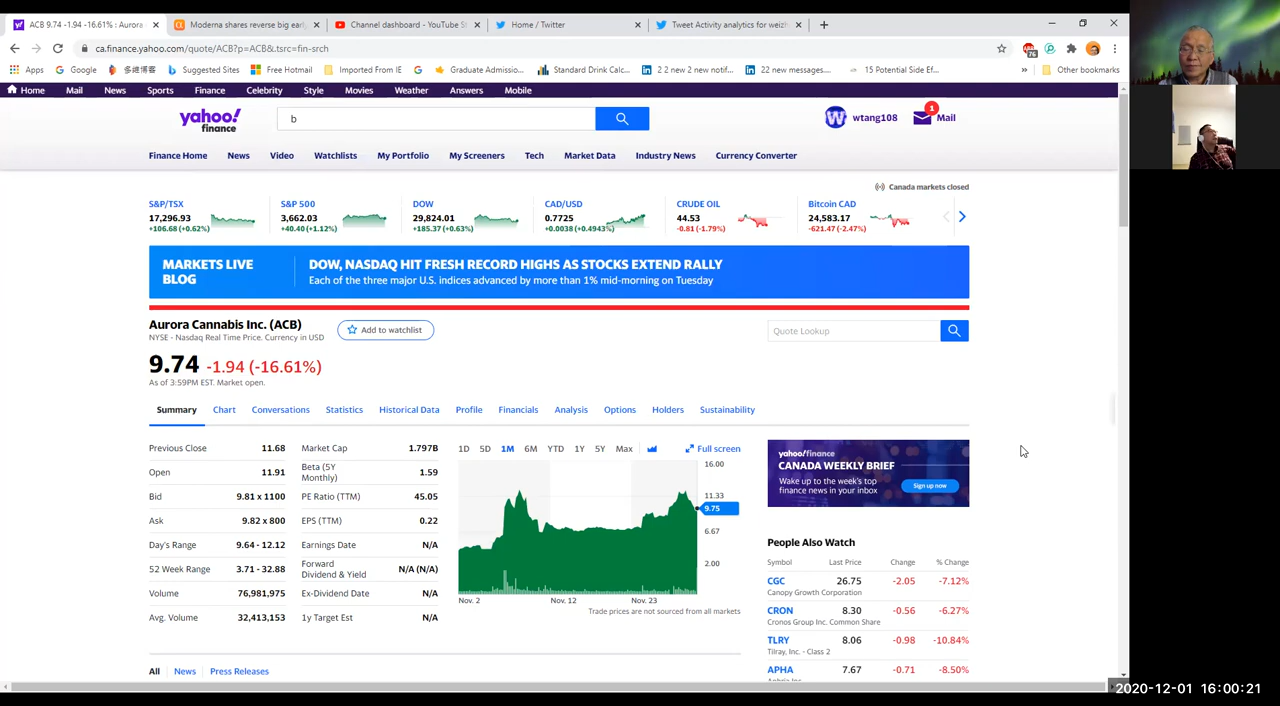 ACB 9.74 -1.94 -16.61% : Aurora
Moderna shares reverse big earl
Channel dashboard - YouTube St
Home / Twitter
Tweet Activity analytics for weizh
ca.finance.yahoo.com/quote/ACB?p=ACB&.tsrc=fin-srch
Apps
Google
多维博客
Suggested Sites
Free Hotmail
Imported From IE
Graduate Admissio...
Standard Drink Calc...
2 2 new 2 new notif...
22 new messages....
15 Potential Side Ef...
»
Other bookmarks
Home Mail News Sports Finance Celebrity Style Movies Weather Answers Mobile
yahoo!
finance
b
wtang108
1
Mail
Finance Home News Video Watchlists My Portfolio My Screeners Tech Market Data Industry News Currency Converter
Canada markets closed
S&P/TSX
17,296.93
+106.68 (+0.62%)
S&P 500
3,662.03
+40.40 (+1.12%)
DOW
29,824.01
+185.37 (+0.63%)
CAD/USD
0.7725
+0.0038 (+0.4943%)
CRUDE OIL
44.53
-0.81 (-1.79%)
Bitcoin CAD
24,583.17
-621.47 (-2.47%)
MARKETS LIVE
BLOG
DOW, NASDAQ HIT FRESH RECORD HIGHS AS STOCKS EXTEND RALLY
Each of the three major U.S. indices advanced by more than 1% mid-morning on Tuesday
Aurora Cannabis Inc. (ACB)
NYSE - Nasdaq Real Time Price. Currency in USD
Add to watchlist
Quote Lookup
9.74 -1.94 (-16.61%)
As of 3:59PM EST. Market open.
Summary Chart Conversations Statistics Historical Data Profile Financials Analysis Options Holders Sustainability
Previous Close 11.68
Open 11.91
Bid 9.81 x 1100
Ask 9.82 x 800
Day's Range 9.64 - 12.12
52 Week Range 3.71 - 32.88
Volume 76,981,975
Avg. Volume 32,413,153
Market Cap 1.797B
Beta (5Y
Monthly) 1.59
PE Ratio (TTM) 45.05
EPS (TTM) 0.22
Earnings Date N/A
Forward
Dividend & Yield N/A (N/A)
Ex-Dividend Date N/A
1y Target Est N/A
1D 5D 1M 6M YTD 1Y 5Y Max
Full screen
16.00
11.33
9.75
6.67
2.00
Nov. 2 Nov. 12 Nov. 23
Trade prices are not sourced from all markets
yahoo!finance
CANADA WEEKLY BRIEF
Wake up to the week's top
finance news in your inbox
Sign up now
People Also Watch
Symbol Last Price Change % Change
CGC 26.75 -2.05 -7.12%
Canopy Growth Corporation
CRON 8.30 -0.56 -6.27%
Cronos Group Inc. Common Share
TLRY 8.06 -0.98 -10.84%
Tilray, Inc. - Class 2
APHA 7.67 -0.71 -8.50%
All News Press Releases
2020-12-01 16:00:21